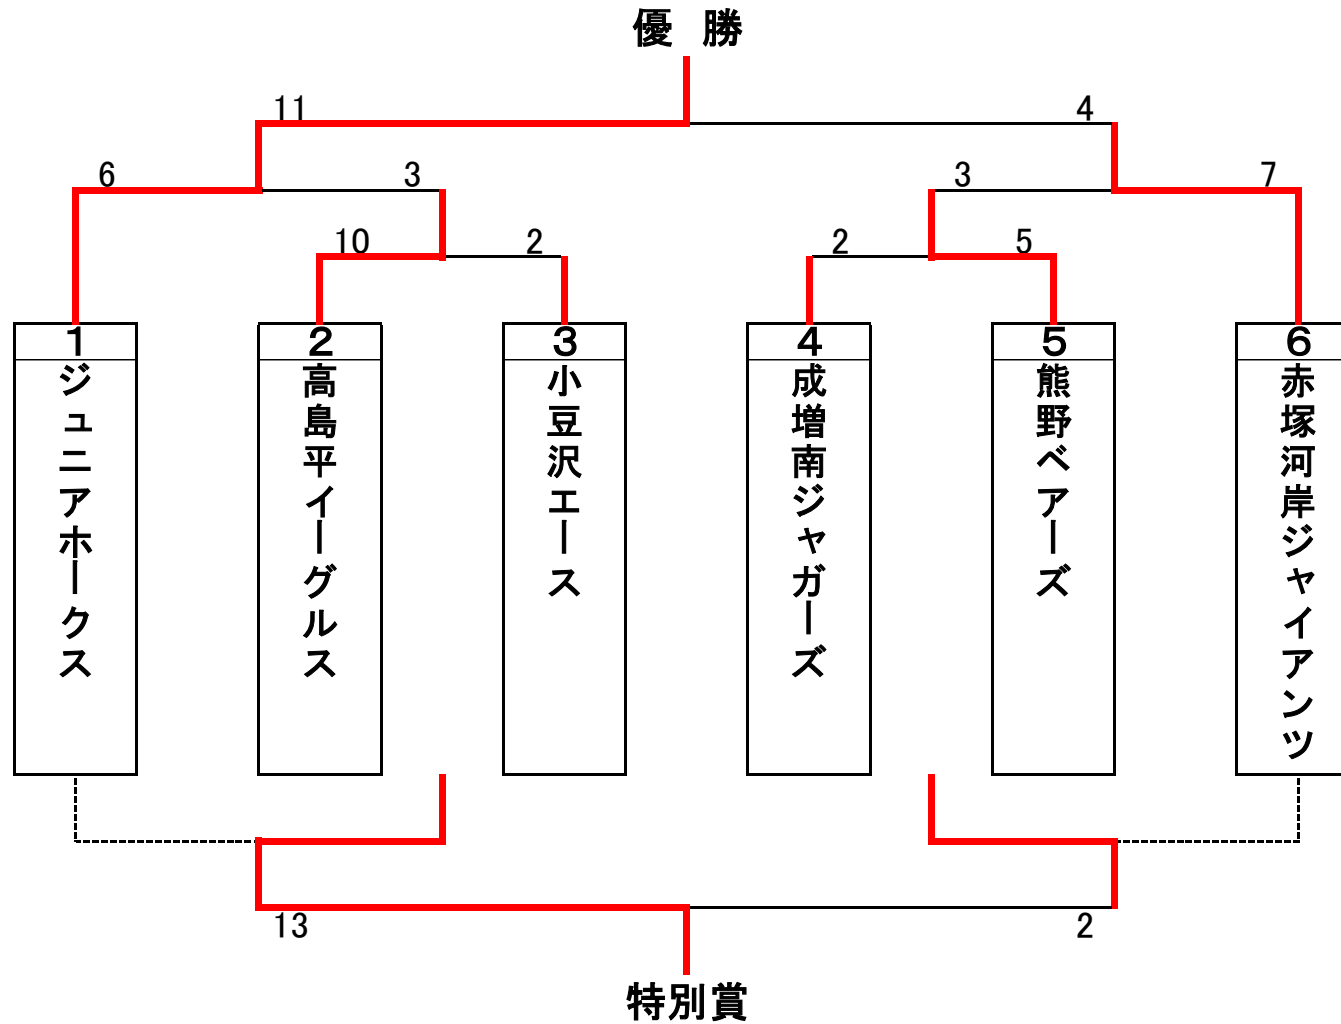 優 勝
11 4
6 3 3 7
10 2 2 5
1 2 3 4 5 6
ジュニアホークス
高島平イーグルス
小豆沢エース
成増南ジャガーズ
熊野ベアーズ
赤塚河岸ジャイアンツ
13 2
特別賞